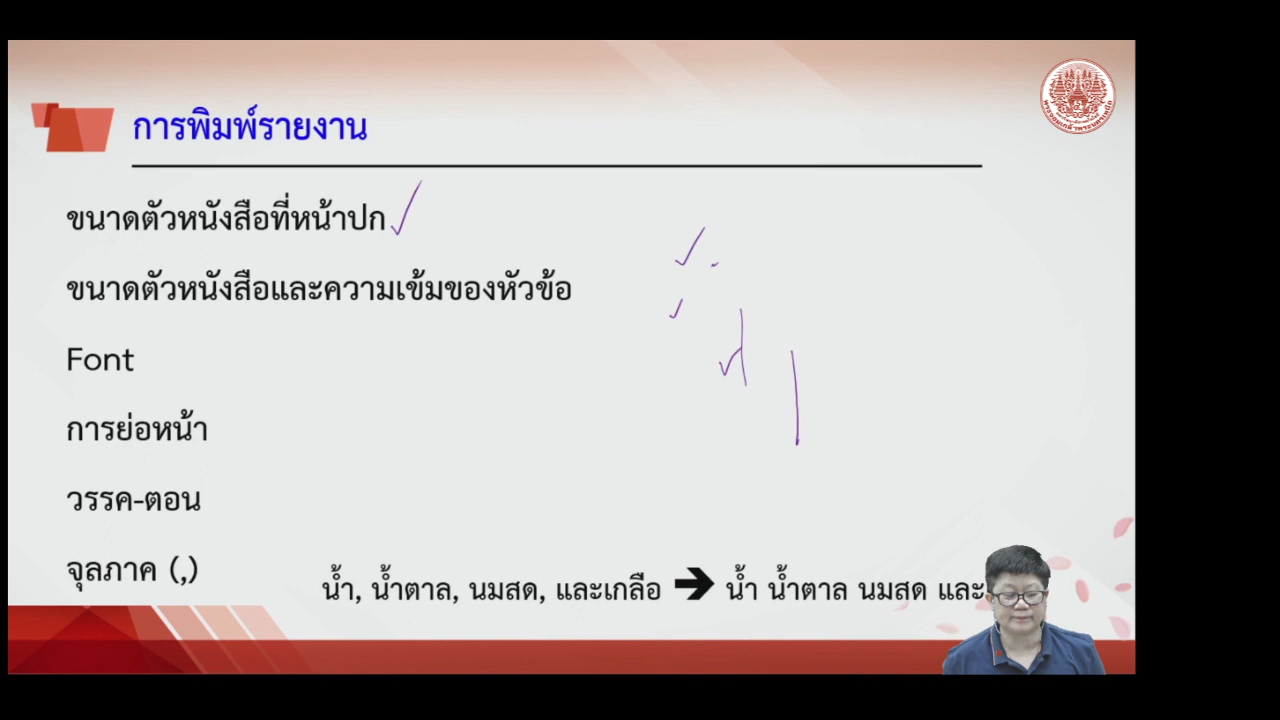 การพิมพ์รายงาน
ขนาดตัวหนังสือที่หน้าปก
ขนาดตัวหนังสือและความเข้มของหัวข้อ
Font
การย่อหน้า
วรรค-ตอน
จุลภาค (,)
น้ำ, น้ำตาล, นมสด, และเกลือ ➔ น้ำ น้ำตาล นมสด และ